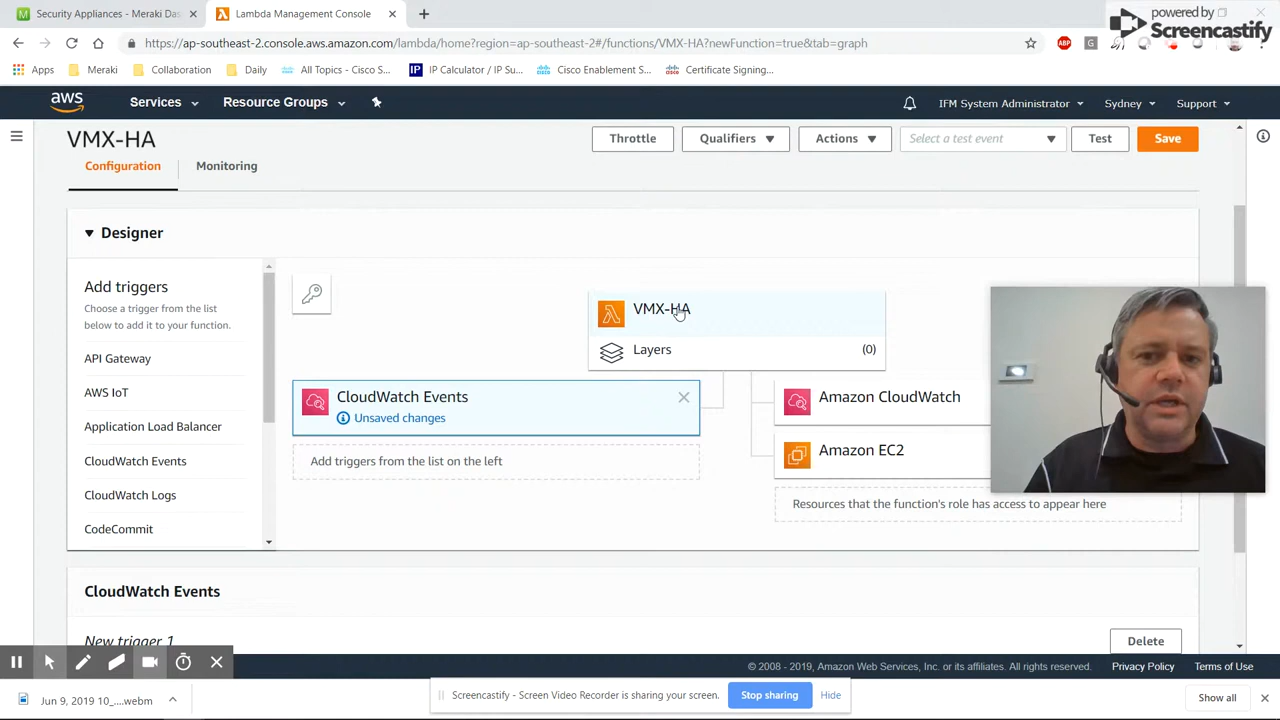 Security Appliances - Meraki Das
Lambda Management Console
powered by
Screencastify
https://ap-southeast-2.console.aws.amazon.com/lambda/home?region=ap-southeast-2#/functions/VMX-HA?newFunction=true&tab=graph
Apps
Meraki
Collaboration
Daily
All Topics - Cisco S...
IP Calculator / IP Su...
Cisco Enablement S...
Certificate Signing...
aws
Services
Resource Groups
IFM System Administrator
Sydney
Support
VMX-HA
Throttle
Qualifiers
Actions
Select a test event
Test
Save
Configuration
Monitoring
Designer
Add triggers
Choose a trigger from the list
below to add it to your function.
API Gateway
AWS IoT
Application Load Balancer
CloudWatch Events
CloudWatch Logs
CodeCommit
VMX-HA
Layers
(0)
CloudWatch Events
Unsaved changes
Add triggers from the list on the left
Amazon CloudWatch
Amazon EC2
Resources that the function's role has access to appear here
CloudWatch Events
New trigger 1
Delete
© 2008 - 2019, Amazon Web Services, Inc. or its affiliates. All rights reserved.
Privacy Policy
Terms of Use
Jun 9, 2019 10_....webm
Screencastify - Screen Video Recorder is sharing your screen.
Stop sharing
Hide
Show all